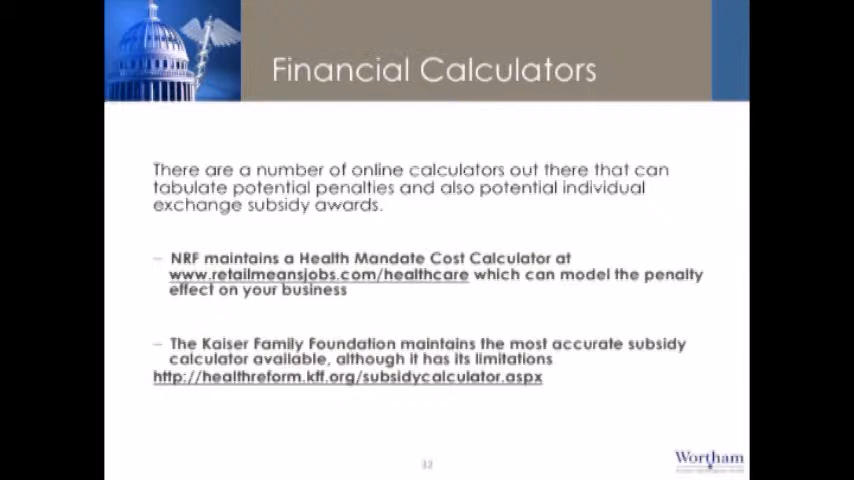 Financial Calculators
There are a number of online calculators out there that can
tabulate potential penalties and also potential individual
exchange subsidy awards.
– NRF maintains a Health Mandate Cost Calculator at
www.retailmeansjobs.com/healthcare which can model the penalty
effect on your business
– The Kaiser Family Foundation maintains the most accurate subsidy
calculator available, although it has its limitations
http://healthreform.kff.org/subsidycalculator.aspx
32
Wortham